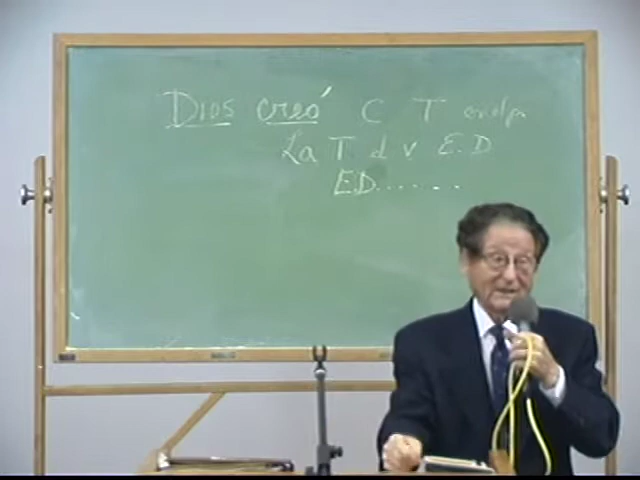 Dios creó C T
La T d v E.D
E.D......